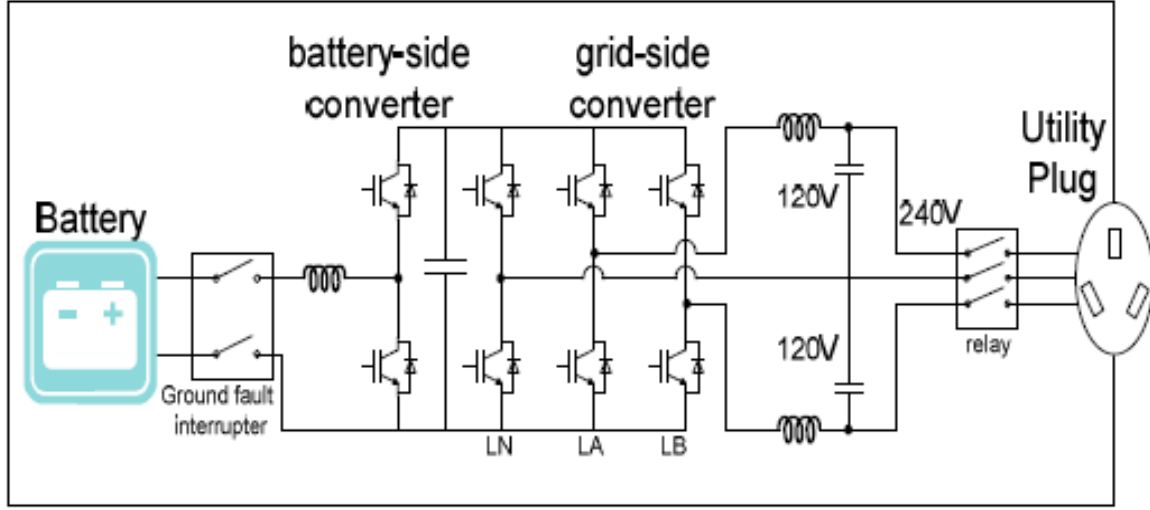 battery-side
converter
grid-side
converter
Utility
Plug
Battery
120V
240V
120V
relay
Ground fault
interrupter
LN
LA
LB